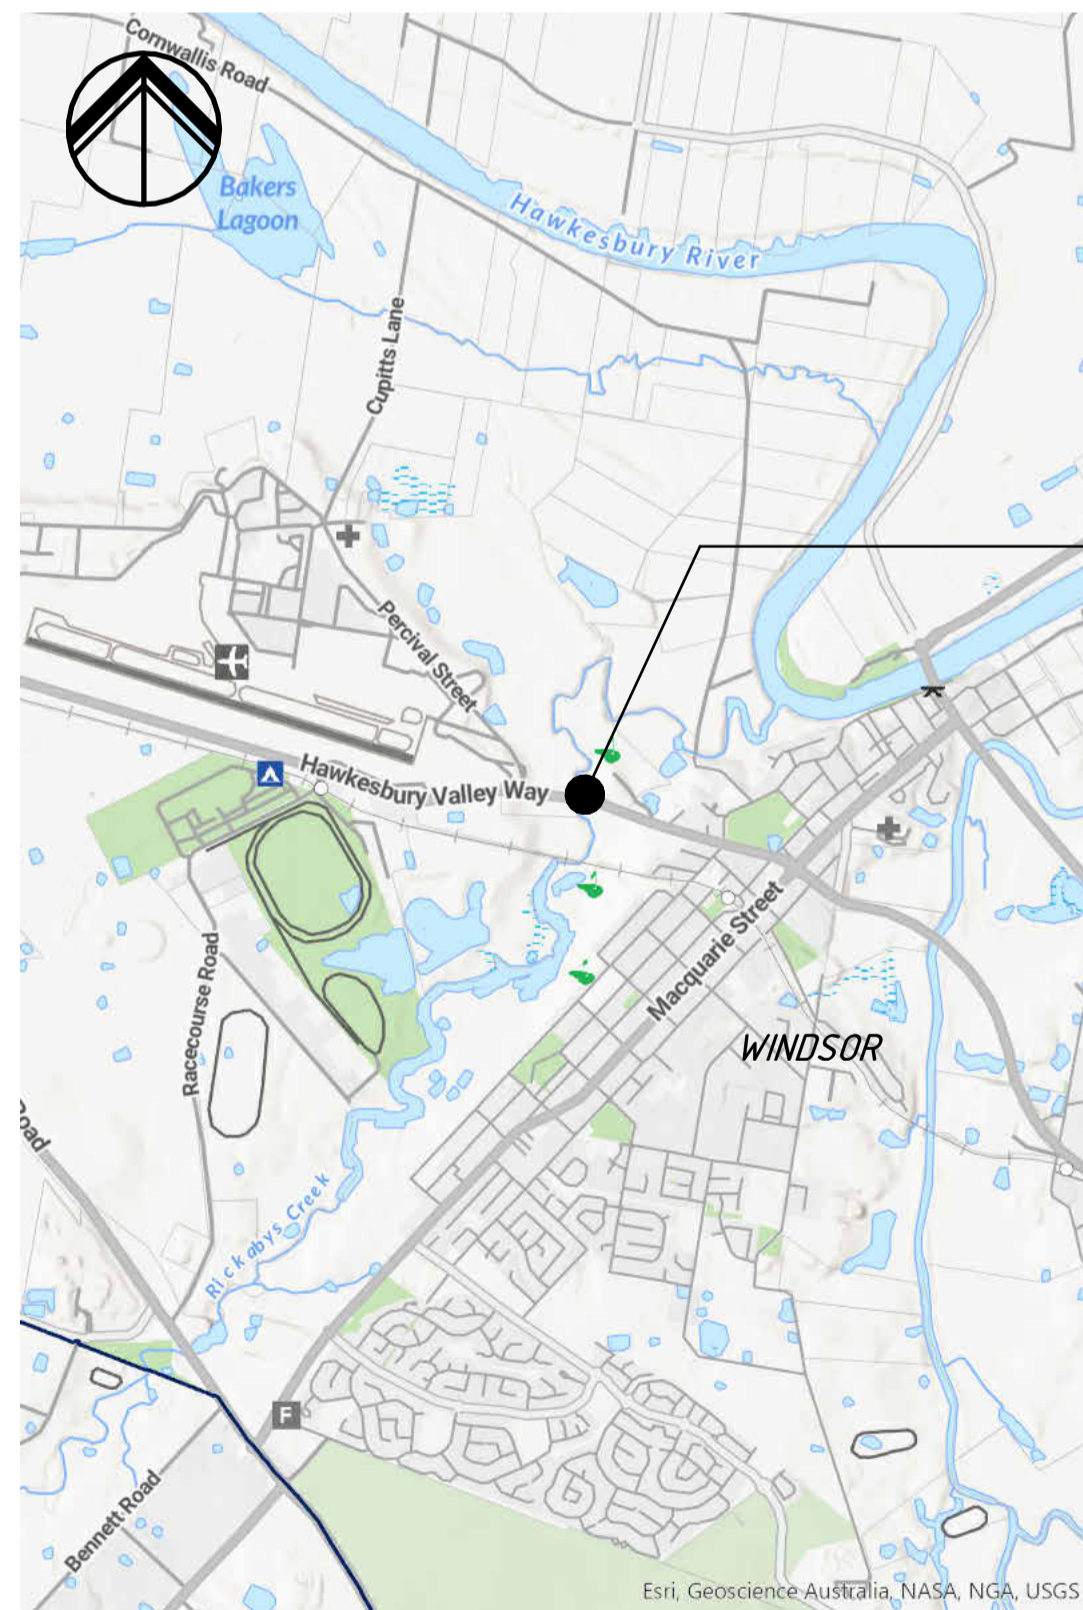 Cornwallis Road
Bakers
Lagoon
Hawkesbury River
Cupitts Lane
Percival Street
Hawkesbury Valley Way
Macquarie Street
Racecourse Road
WINDSOR
Road
Rickabys Creek
F
Bennett Road
Esri, Geoscience Australia, NASA, NGA, USGS